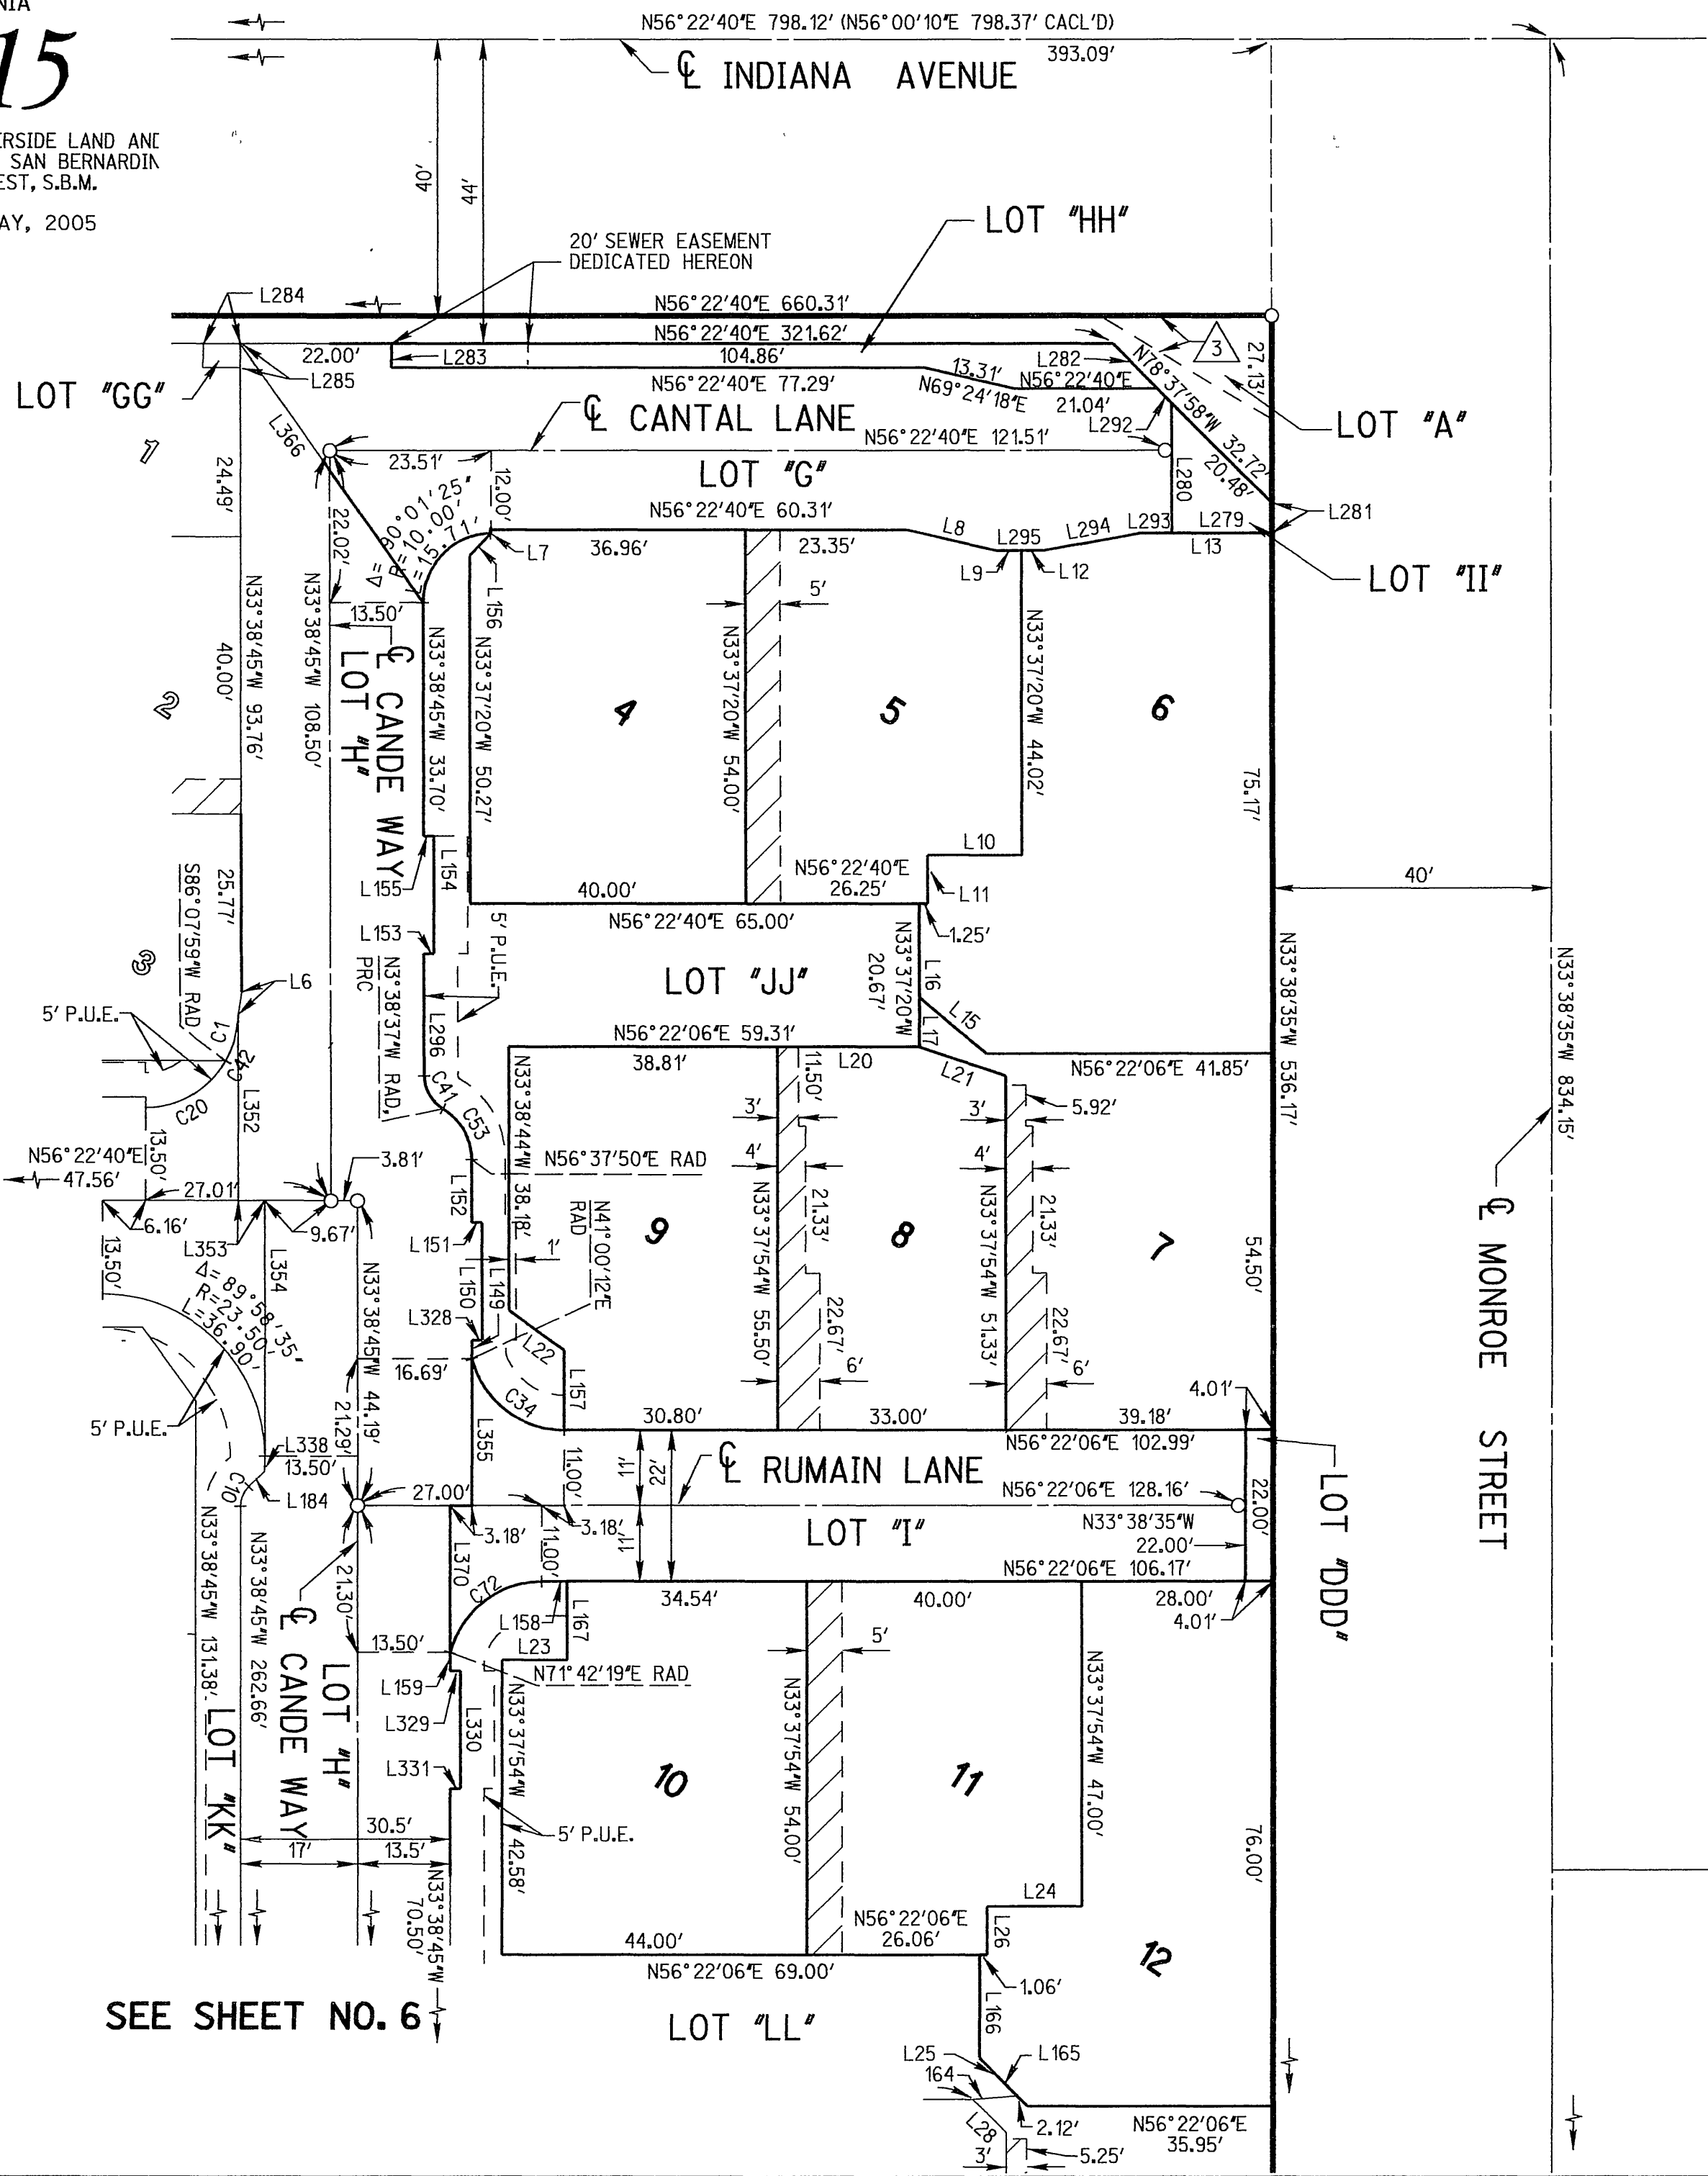 NIA
15
ERSIDE LAND AND
SAN BERNARDIN
EST, S.B.M.
AY, 2005
N56°22'40"E 798.12' (N56°00'10"E 798.37' CACL'D)
393.09'
℄ INDIANA AVENUE
40'
44'
LOT "HH"
20' SEWER EASEMENT
DEDICATED HEREON
L284
N56°22'40"E 660.31'
N56°22'40"E 321.62'
22.00'
L283
104.86'
L282
3
27.13'
L285
N56°22'40"E 77.29'
13.31'
N69°24'18"E
N56°22'40"E
21.04'
N78°37'58"W 32.72'
20.48'
LOT "GG"
℄ CANTAL LANE
L292
LOT "A"
1
L366
N56°22'40"E 121.51'
23.51'
12.00'
LOT "G"
L280
24.49'
22.02'
Δ=90°01'25"
R=10.00'
L=15.71'
N56°22'40"E 60.31'
L8
L295
L294
L293
L279
L281
36.96'
L7
23.35'
L9
L12
L13
LOT "II"
13.50'
L156
5'
N33°38'45"W 93.76'
40.00'
N33°38'45"W 108.50'
LOT "H"
℄ CANDE WAY
N33°38'45"W 33.70'
N33°37'20"W 50.27'
N33°37'20"W 54.00'
N33°37'20"W 44.02'
2
4
5
6
75.17'
L10
L154
L155
N56°22'40"E
26.25'
L11
40.00'
40'
25.77'
S86°07'59"W RAD
N56°22'40"E 65.00'
1.25'
L153
5' P.U.E.
N3°38'37"W RAD,
PRC
3
L6
LOT "JJ"
N33°37'20"W
20.67'
L16
L15
L17
N33°38'35"W 536.17'
N33°38'35"W 834.15'
5' P.U.E.
C1
C42
L296
N56°22'06"E 59.31'
38.81'
11.50'
L20
L21
N56°22'06"E 41.85'
C20
L352
C41
C53
N33°38'44"W 38.18'
3'
3'
5.92'
13.50'
N56°22'40"E
47.56'
3.81'
N56°37'50"E RAD
4'
4'
27.01'
6.16'
9.67'
L152
N41°00'12"E
RAD
N33°37'54"W 55.50'
21.33'
N33°37'54"W 51.33'
21.33'
L353
L354
L151
1'
9
8
7
54.50'
13.50'
Δ=89°58'35"
R=23.50'
L=36.90'
N33°38'45"W 44.19'
L150
L149
L328
L22
22.67'
22.67'
16.69'
21.29'
6'
6'
L157
C34
4.01'
5' P.U.E.
L338
13.50'
L355
30.80'
33.00'
39.18'
N56°22'06"E 102.99'
℄ MONROE STREET
C10
L184
11.00'
11'
22'
℄ RUMAIN LANE
27.00'
N56°22'06"E 128.16'
22.00'
LOT "DDD"
3.18'
3.18'
11.00'
11'
LOT "I"
N33°38'35"W
22.00'
N56°22'06"E 106.17'
L370
C72
34.54'
40.00'
28.00'
4.01'
21.30'
L158
L167
L23
13.50'
5'
N71°42'19"E RAD
L159
L329
L330
L331
N33°38'45"W 131.38'
LOT "KK"
N33°38'45"W 262.66'
℄ CANDE WAY
LOT "H"
N33°37'54"W
42.58'
N33°37'54"W 54.00'
N33°37'54"W 47.00'
10
11
76.00'
30.5'
17'
13.5'
5' P.U.E.
N33°38'45"W
70.50'
L24
N56°22'06"E
26.06'
L26
44.00'
N56°22'06"E 69.00'
12
1.06'
SEE SHEET NO. 6
LOT "LL"
L166
L25
L165
164
L28
2.12'
N56°22'06"E
35.95'
3'
5.25'